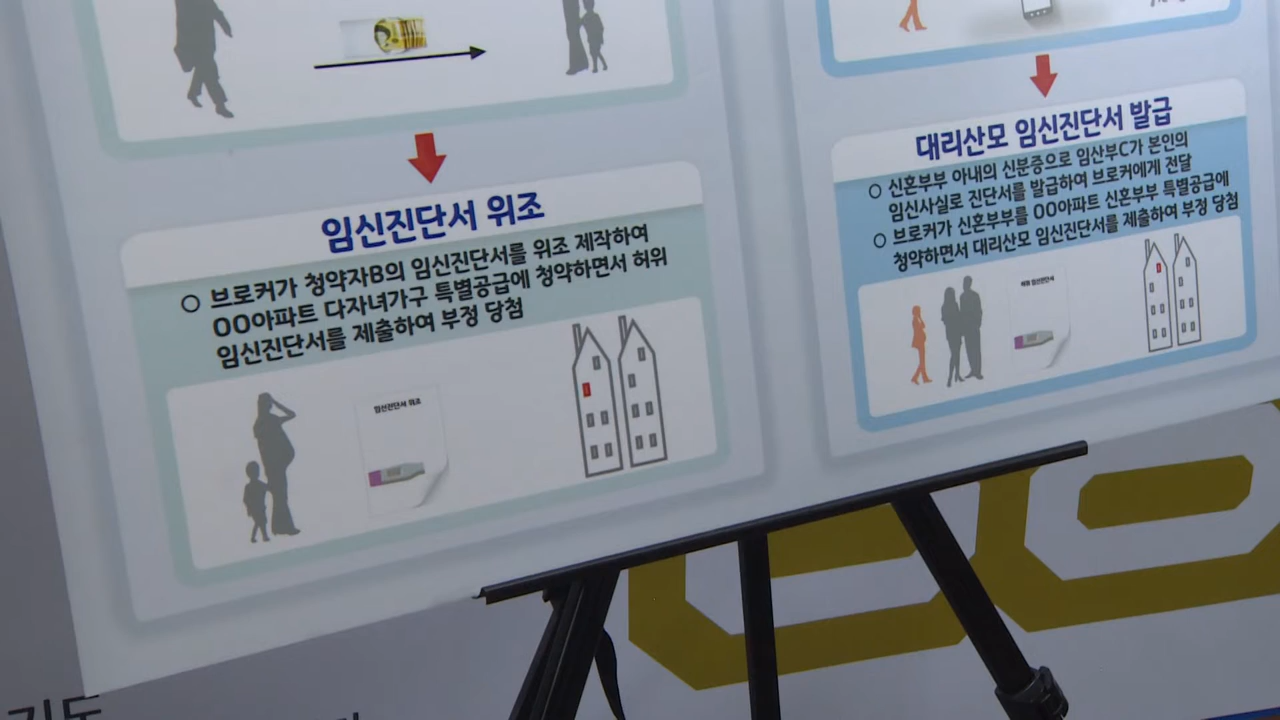 임신진단서 위조
○ 브로커가 청약자B의 임신진단서를 위조 제작하여
OO아파트 다자녀가구 특별공급에 청약하면서 허위
임신진단서를 제출하여 부정 당첨
임신진단서 위조
대리산모 임신진단서 발급
○ 신혼부부 아내의 신분증으로 임산부C가 본인의
임신사실로 진단서를 발급하여 브로커에게 전달
○ 브로커가 신혼부부를 OO아파트 신혼부부 특별공급에
청약하면서 대리산모 임신진단서를 제출하여 부정 당첨
허위 임신진단서